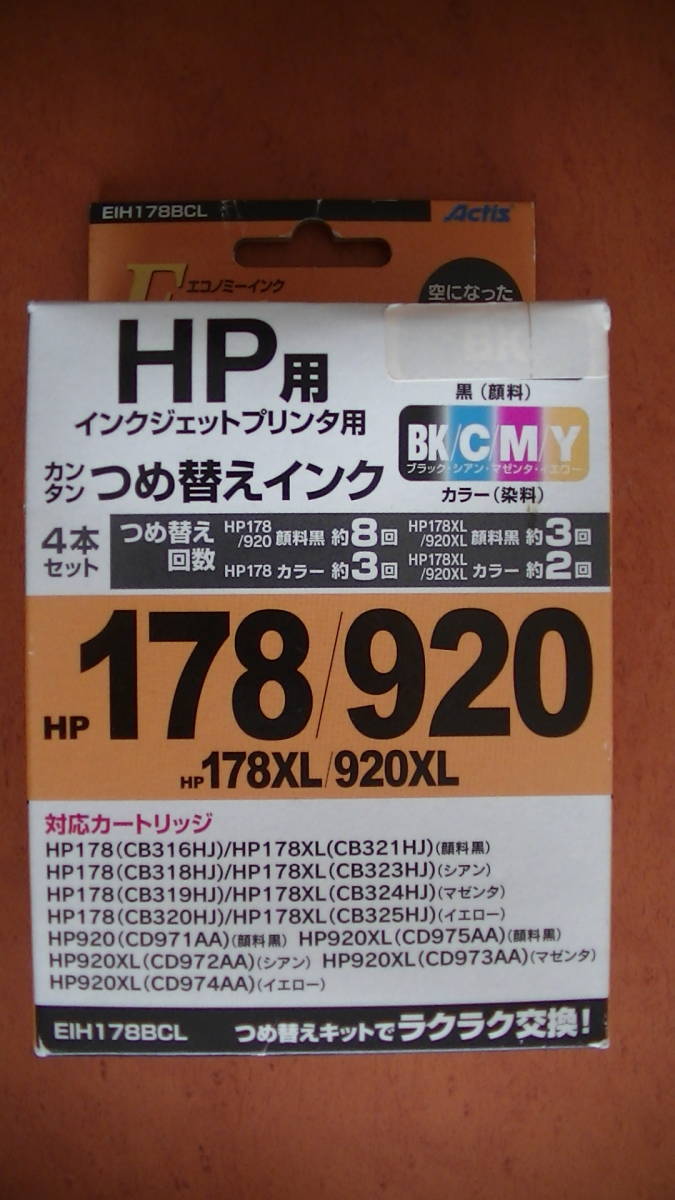 EIH178BCL
Actis
E エコノミーインク
空になった
HP用
インクジェットプリンタ用
カンタン つめ替えインク
黒（顔料）
BK/C/M/Y
ブラック・シアン・マゼンタ・イエロー
カラー（染料）
4本セット
つめ替え回数
HP178/920 顔料黒 約8回 HP178XL/920XL 顔料黒 約3回
HP178 カラー 約3回 HP178XL/920XL カラー 約2回
HP 178/920
HP 178XL/920XL
対応カートリッジ
HP178(CB316HJ)/HP178XL(CB321HJ)(顔料黒)
HP178(CB318HJ)/HP178XL(CB323HJ)(シアン)
HP178(CB319HJ)/HP178XL(CB324HJ)(マゼンタ)
HP178(CB320HJ)/HP178XL(CB325HJ)(イエロー)
HP920(CD971AA)(顔料黒) HP920XL(CD975AA)(顔料黒)
HP920XL(CD972AA)(シアン) HP920XL(CD973AA)(マゼンタ)
HP920XL(CD974AA)(イエロー)
EIH178BCL つめ替えキットでラクラク交換!